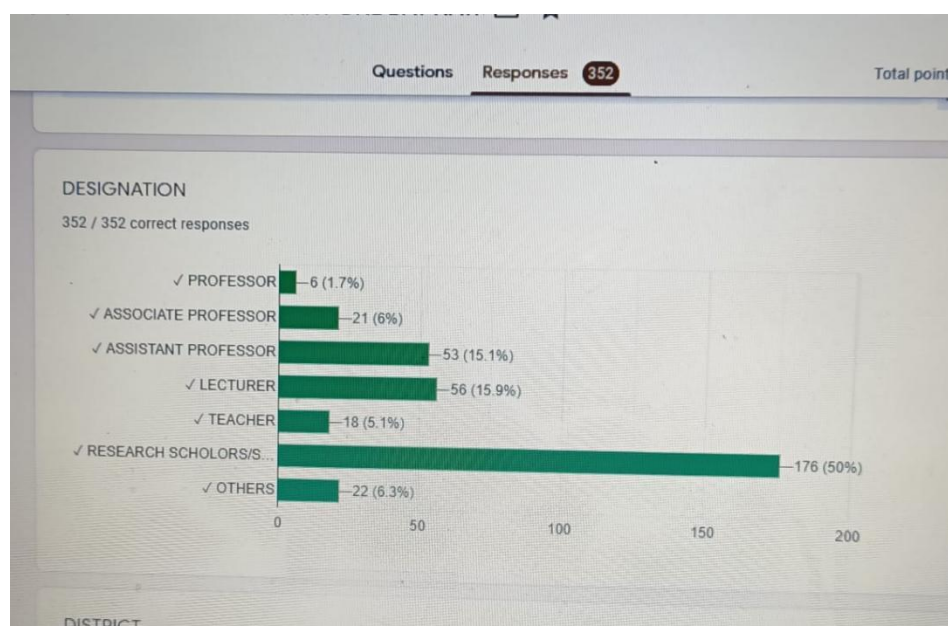 Questions Responses 352 Total point
DESIGNATION
352 / 352 correct responses
✓ PROFESSOR 6 (1.7%)
✓ ASSOCIATE PROFESSOR 21 (6%)
✓ ASSISTANT PROFESSOR 53 (15.1%)
✓ LECTURER 56 (15.9%)
✓ TEACHER 18 (5.1%)
✓ RESEARCH SCHOLORS/S... 176 (50%)
✓ OTHERS 22 (6.3%)
0 50 100 150 200
DISTRICT